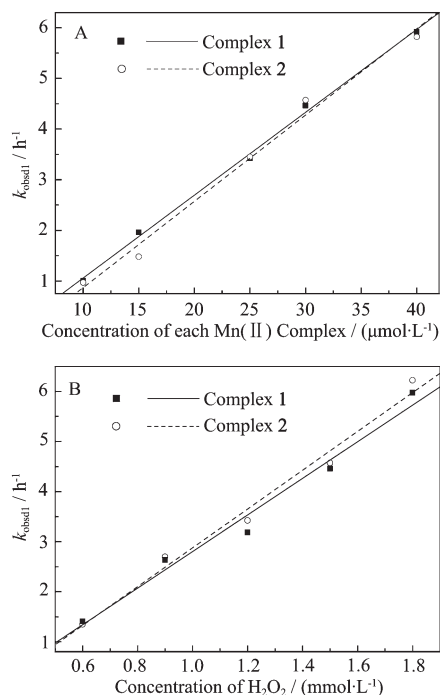 A
Complex 1
Complex 2
6
5
4
3
2
1
k_obsd1 / h⁻¹
10 15 20 25 30 35 40
Concentration of each Mn(Ⅱ) Complex / (μmol·L⁻¹)
B
Complex 1
Complex 2
6
5
4
3
2
1
k_obsd1 / h⁻¹
0.6 0.8 1.0 1.2 1.4 1.6 1.8
Concentration of H₂O₂ / (mmol·L⁻¹)